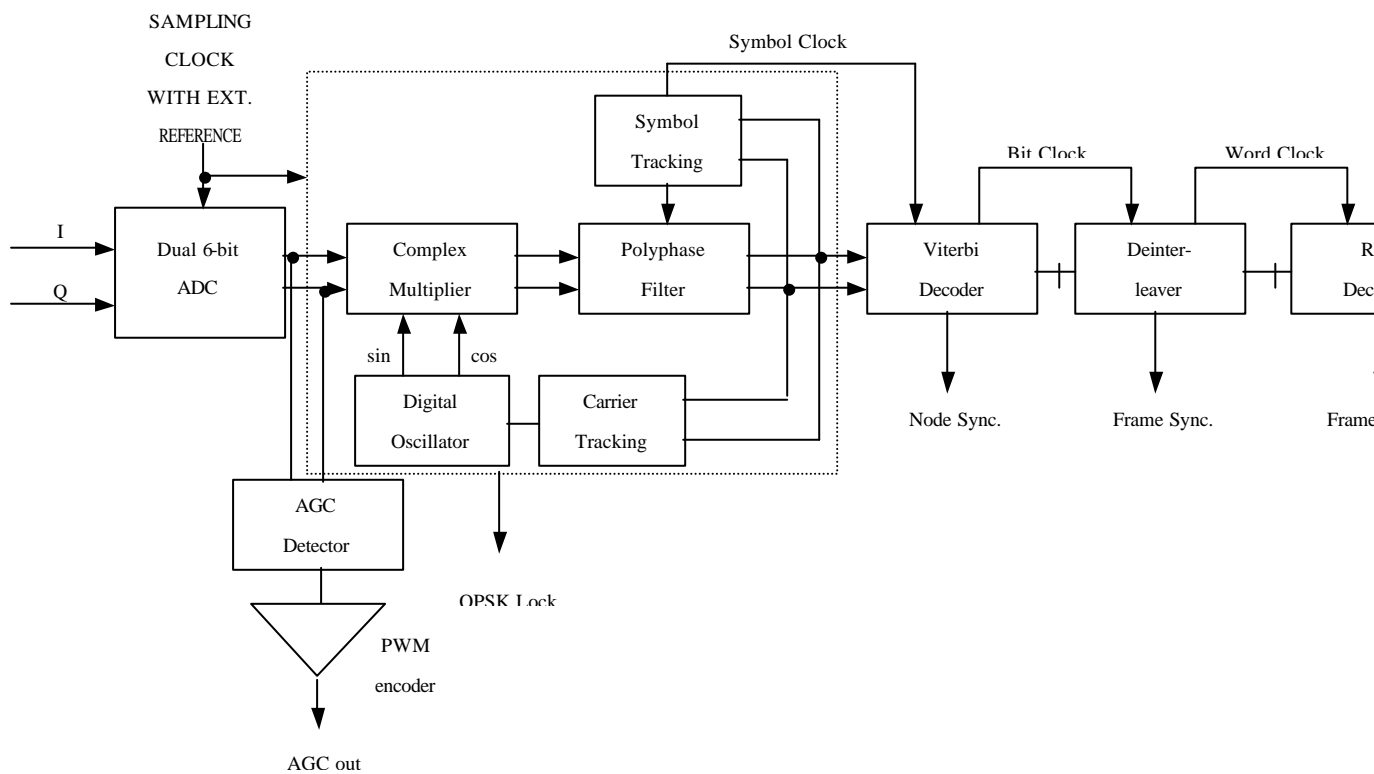 SAMPLING
CLOCK
WITH EXT.
REFERENCE
Symbol Clock
Symbol
Tracking
Bit Clock
Word Clock
I
Q
Dual 6-bit
ADC
Complex
Multiplier
Polyphase
Filter
Viterbi
Decoder
Deinter-
leaver
sin
cos
Digital
Oscillator
Carrier
Tracking
Node Sync.
Frame Sync.
Frame
AGC
Detector
QPSK Lock
PWM
encoder
AGC out